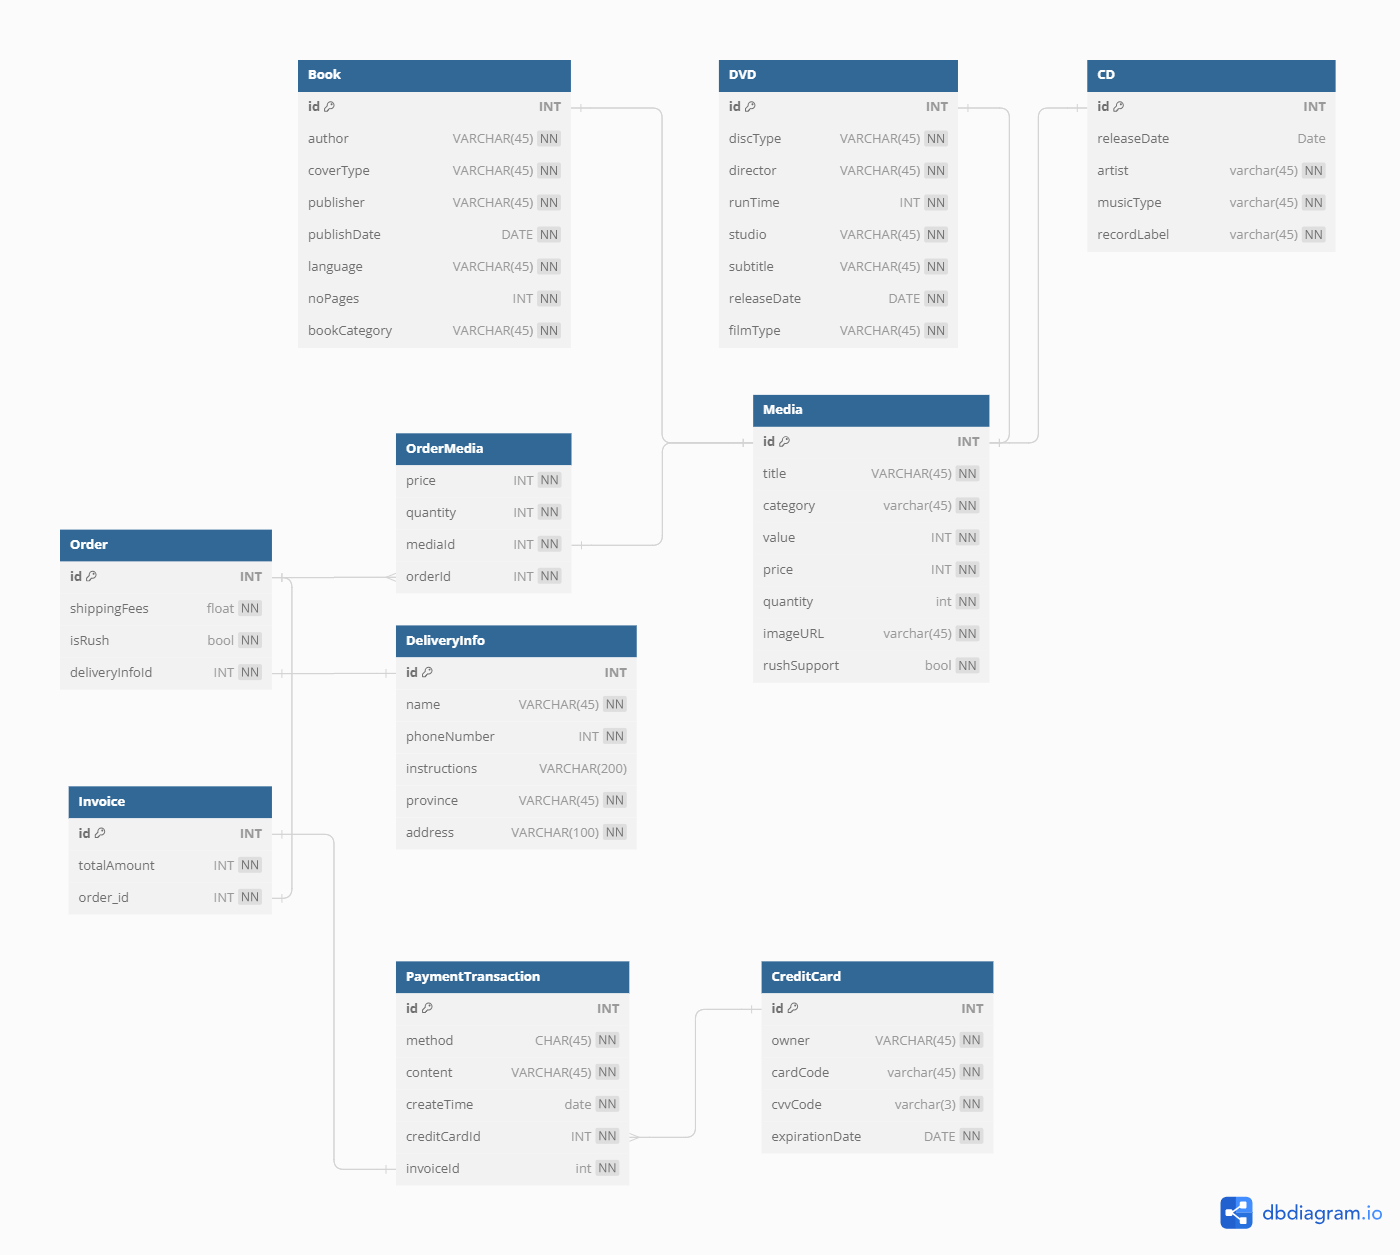 Book
id INT
author VARCHAR(45) NN
coverType VARCHAR(45) NN
publisher VARCHAR(45) NN
publishDate DATE NN
language VARCHAR(45) NN
noPages INT NN
bookCategory VARCHAR(45) NN
DVD
id INT
discType VARCHAR(45) NN
director VARCHAR(45) NN
runTime INT NN
studio VARCHAR(45) NN
subtitle VARCHAR(45) NN
releaseDate DATE NN
filmType VARCHAR(45) NN
CD
id INT
releaseDate Date
artist varchar(45) NN
musicType varchar(45) NN
recordLabel varchar(45) NN
Media
id INT
title VARCHAR(45) NN
category varchar(45) NN
value INT NN
price INT NN
quantity int NN
imageURL varchar(45) NN
rushSupport bool NN
OrderMedia
price INT NN
quantity INT NN
mediaId INT NN
orderId INT NN
Order
id INT
shippingFees float NN
isRush bool NN
deliveryInfoId INT NN
DeliveryInfo
id INT
name VARCHAR(45) NN
phoneNumber INT NN
instructions VARCHAR(200)
province VARCHAR(45) NN
address VARCHAR(100) NN
Invoice
id INT
totalAmount INT NN
order_id INT NN
PaymentTransaction
id INT
method CHAR(45) NN
content VARCHAR(45) NN
createTime date NN
creditCardId INT NN
invoiceId int NN
CreditCard
id INT
owner VARCHAR(45) NN
cardCode varchar(45) NN
cvvCode varchar(3) NN
expirationDate DATE NN
dbdiagram.io